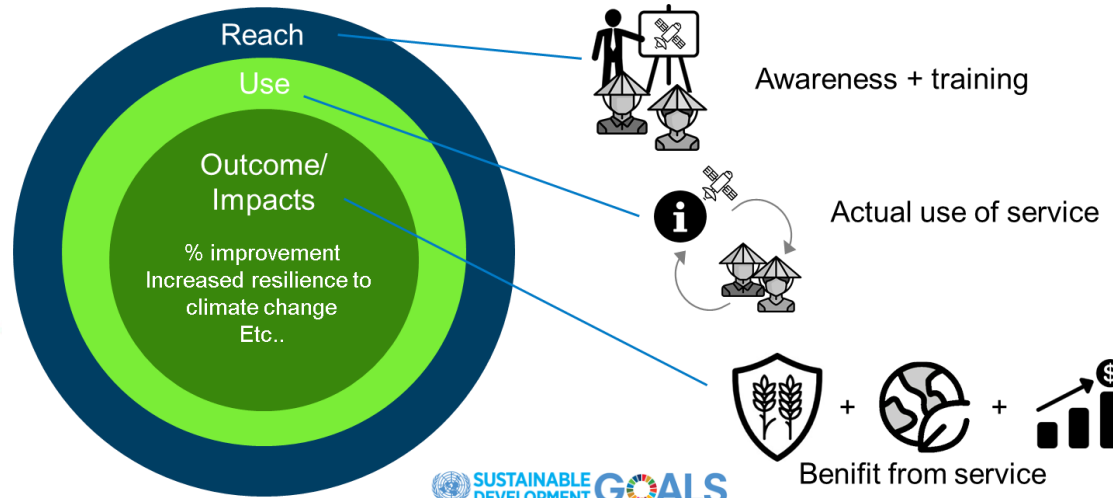 Reach
Use
Outcome/
Impacts
% improvement
Increased resilience to
climate change
Etc..
Awareness + training
i
Actual use of service
+
+
$
Benifit from service
SUSTAINABLE
DEVELOPMENT
GOALS